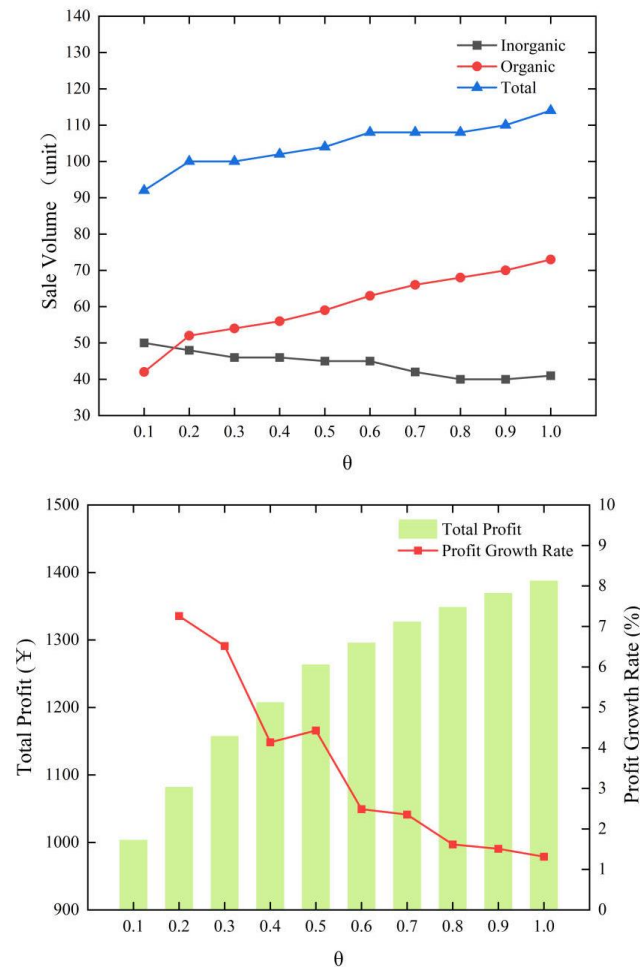 140
130
120
110
100
90
80
70
60
50
40
30
Sale Volume（unit）
Inorganic
Organic
Total
0.1 0.2 0.3 0.4 0.5 0.6 0.7 0.8 0.9 1.0
θ
1500
1400
1300
1200
1100
1000
900
Total Profit (￥)
Total Profit
Profit Growth Rate
10
9
8
7
6
5
4
3
2
1
0
Profit Growth Rate (%)
0.1 0.2 0.3 0.4 0.5 0.6 0.7 0.8 0.9 1.0
θ